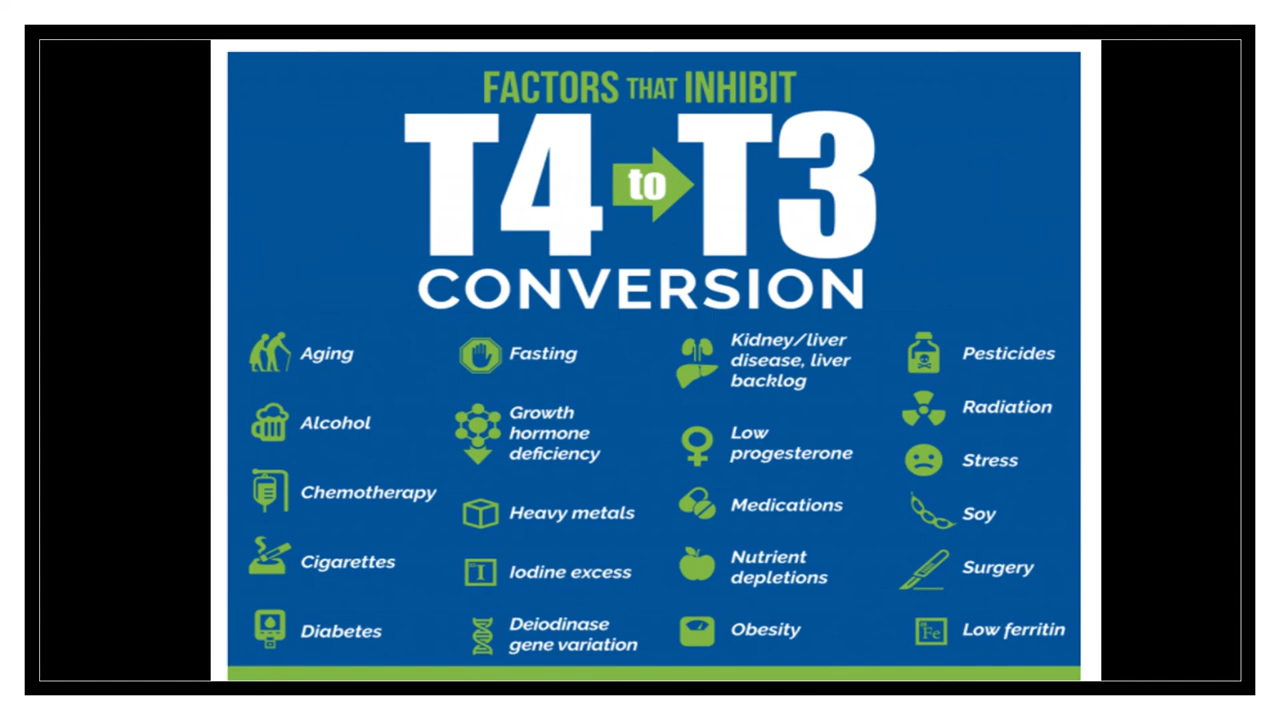 FACTORS THAT INHIBIT
T4 to T3
CONVERSION
Aging
Alcohol
Chemotherapy
Cigarettes
Diabetes
Fasting
Growth
hormone
deficiency
Heavy metals
I
Iodine excess
Deiodinase
gene variation
Kidney/liver
disease, liver
backlog
Low
progesterone
Medications
Nutrient
depletions
Obesity
Pesticides
Radiation
Stress
Soy
Surgery
Fe
Low ferritin